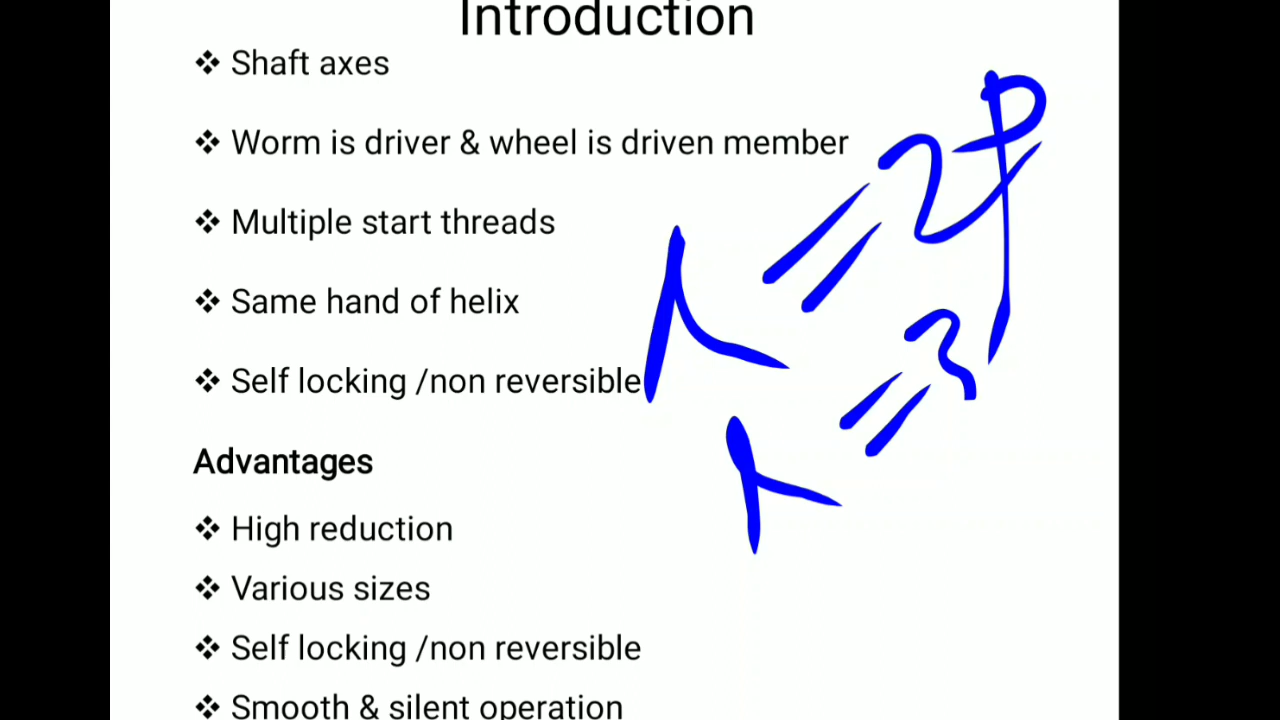 Introduction
❖ Shaft axes
❖ Worm is driver & wheel is driven member
❖ Multiple start threads
❖ Same hand of helix
❖ Self locking /non reversible
Advantages
❖ High reduction
❖ Various sizes
❖ Self locking /non reversible
❖ Smooth & silent operation
λ = 2P
λ = 3